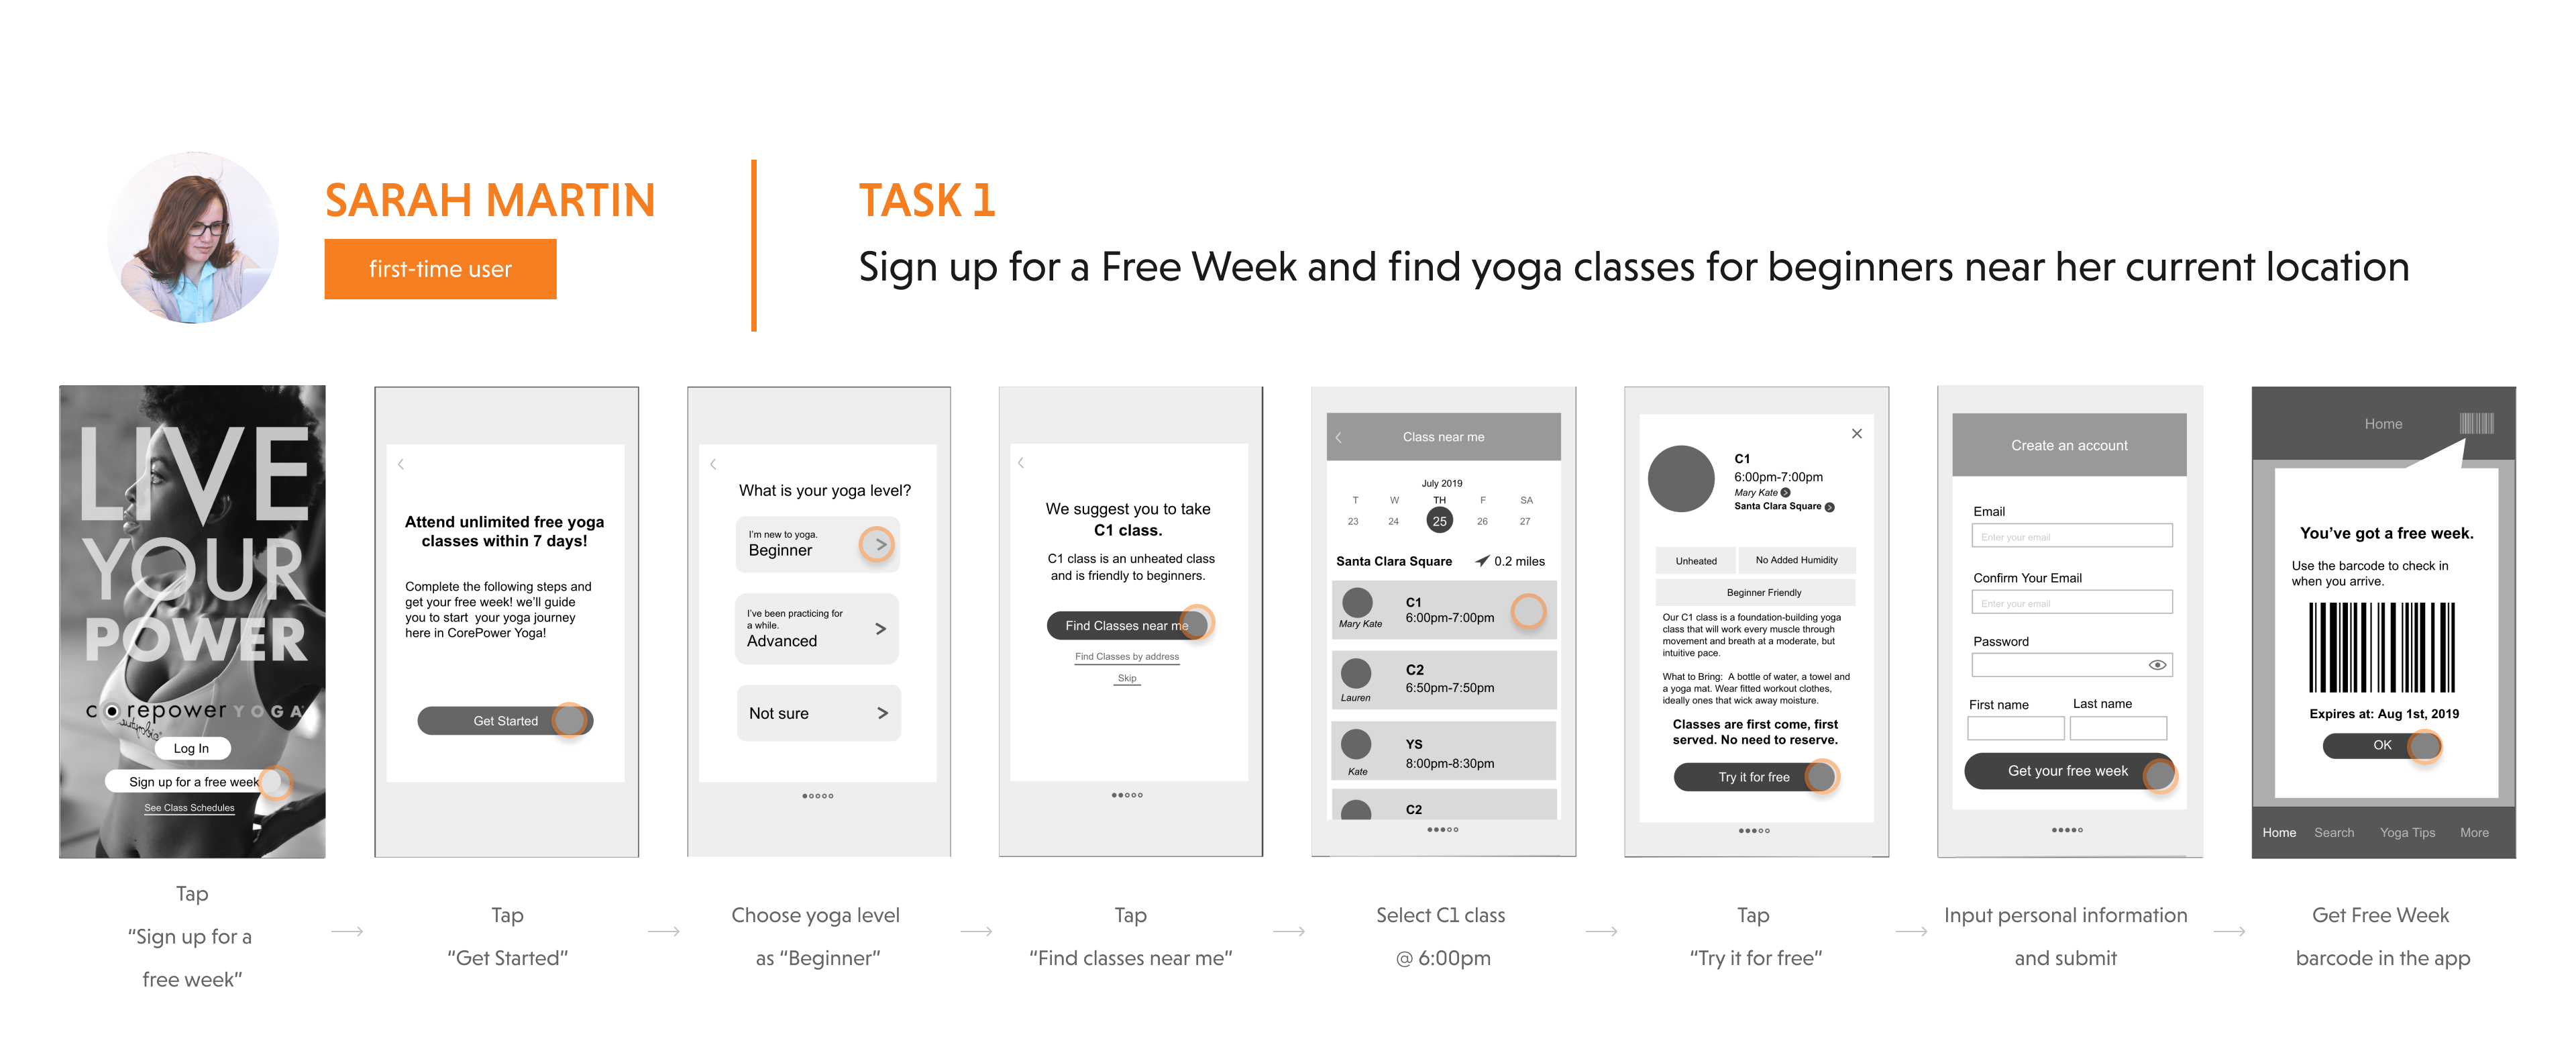 SARAH MARTIN
first-time user
TASK 1
Sign up for a Free Week and find yoga classes for beginners near her current location
LIVE
YOUR
POWER
corepower YOGA
Log In
Sign up for a free week
See Class Schedules
Tap
“Sign up for a
free week”
Attend unlimited free yoga
classes within 7 days!
Complete the following steps and
get your free week! we’ll guide
you to start your yoga journey
here in CorePower Yoga!
Get Started
Tap
“Get Started”
What is your yoga level?
I’m new to yoga.
Beginner
I’ve been practicing for
a while.
Advanced
Not sure
Choose yoga level
as “Beginner”
We suggest you to take
C1 class.
C1 class is an unheated class
and is friendly to beginners.
Find Classes near me
Find Classes by address
Skip
Tap
“Find classes near me”
Class near me
July 2019
T W TH F SA
23 24 25 26 27
Santa Clara Square 0.2 miles
C1
6:00pm-7:00pm
Mary Kate
C2
6:50pm-7:50pm
Lauren
YS
8:00pm-8:30pm
Kate
C2
Select C1 class
@ 6:00pm
C1
6:00pm-7:00pm
Mary Kate
Santa Clara Square
Unheated No Added Humidity
Beginner Friendly
Our C1 class is a foundation-building yoga
class that will work every muscle through
movement and breath at a moderate, but
intuitive pace.
What to Bring: A bottle of water, a towel and
a yoga mat. Wear fitted workout clothes,
ideally ones that wick away moisture.
Classes are first come, first
served. No need to reserve.
Try it for free
Tap
“Try it for free”
Create an account
Email
Enter your email
Confirm Your Email
Enter your email
Password
First name Last name
Get your free week
Input personal information
and submit
Home
You’ve got a free week.
Use the barcode to check in
when you arrive.
Expires at: Aug 1st, 2019
OK
Home Search Yoga Tips More
Get Free Week
barcode in the app